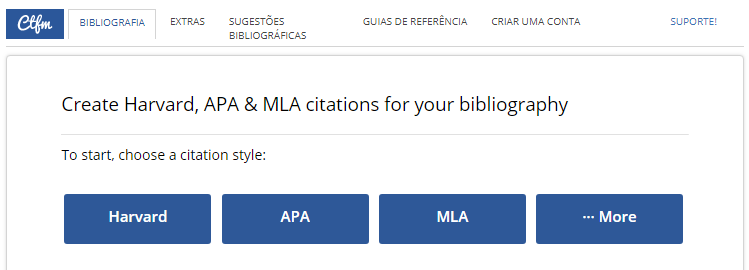 Ctfm
BIBLIOGRAFIA
EXTRAS
SUGESTÕES
BIBLIOGRÁFICAS
GUIAS DE REFERÊNCIA
CRIAR UMA CONTA
SUPORTE!
Create Harvard, APA & MLA citations for your bibliography
To start, choose a citation style:
Harvard
APA
MLA
··· More